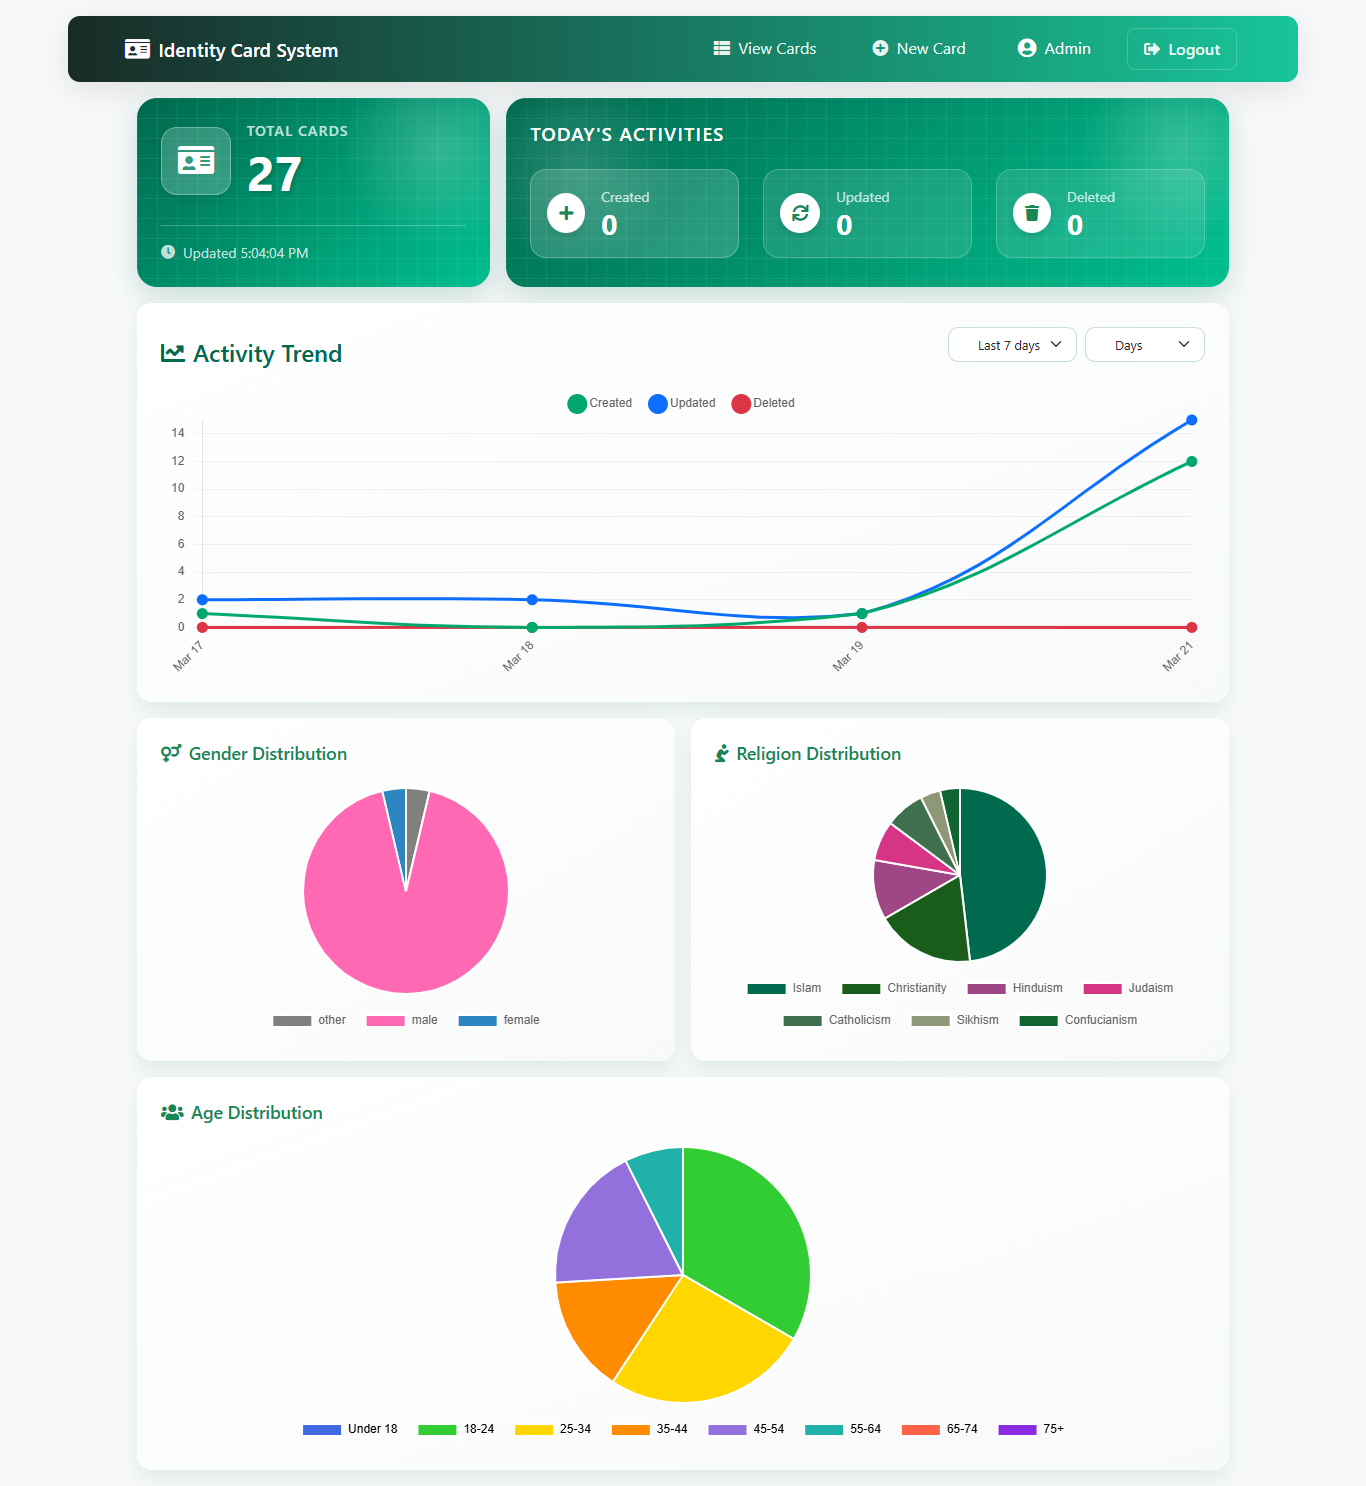 Identity Card System
View Cards
New Card
Admin
Logout
TOTAL CARDS
27
Updated 5:04:04 PM
TODAY'S ACTIVITIES
Created
0
Updated
0
Deleted
0
Activity Trend
Last 7 days
Days
Created Updated Deleted
14
12
10
8
6
4
2
0
Mar 17 Mar 18 Mar 19 Mar 21
Gender Distribution
other male female
Religion Distribution
Islam Christianity Hinduism Judaism
Catholicism Sikhism Confucianism
Age Distribution
Under 18 18-24 25-34 35-44 45-54 55-64 65-74 75+